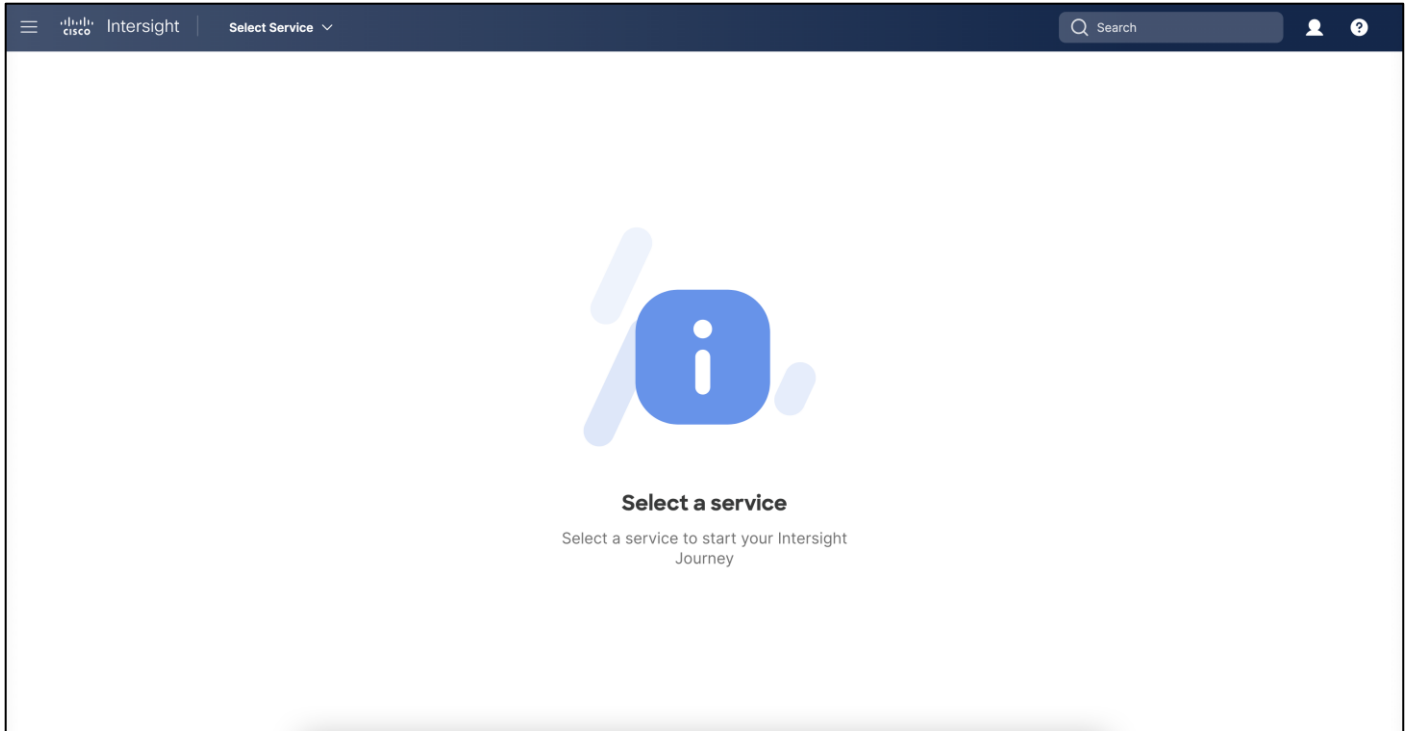 cisco Intersight Select Service Search ?
Select a service
Select a service to start your Intersight
Journey